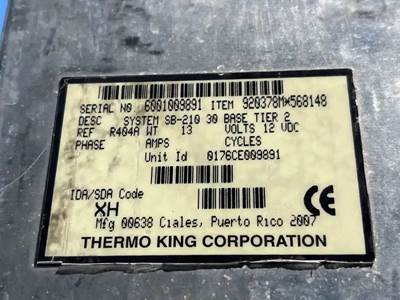 SERIAL NO 6001009891 ITEM 920378M*568148
DESC SYSTEM SB-210 30 BASE TIER 2
REF R404A WT 13 VOLTS 12 VDC
PHASE AMPS CYCLES
Unit Id 0176CE009891
IDA/SDA Code
XH CE
Mfg 00638 Ciales, Puerto Rico 2007
THERMO KING CORPORATION